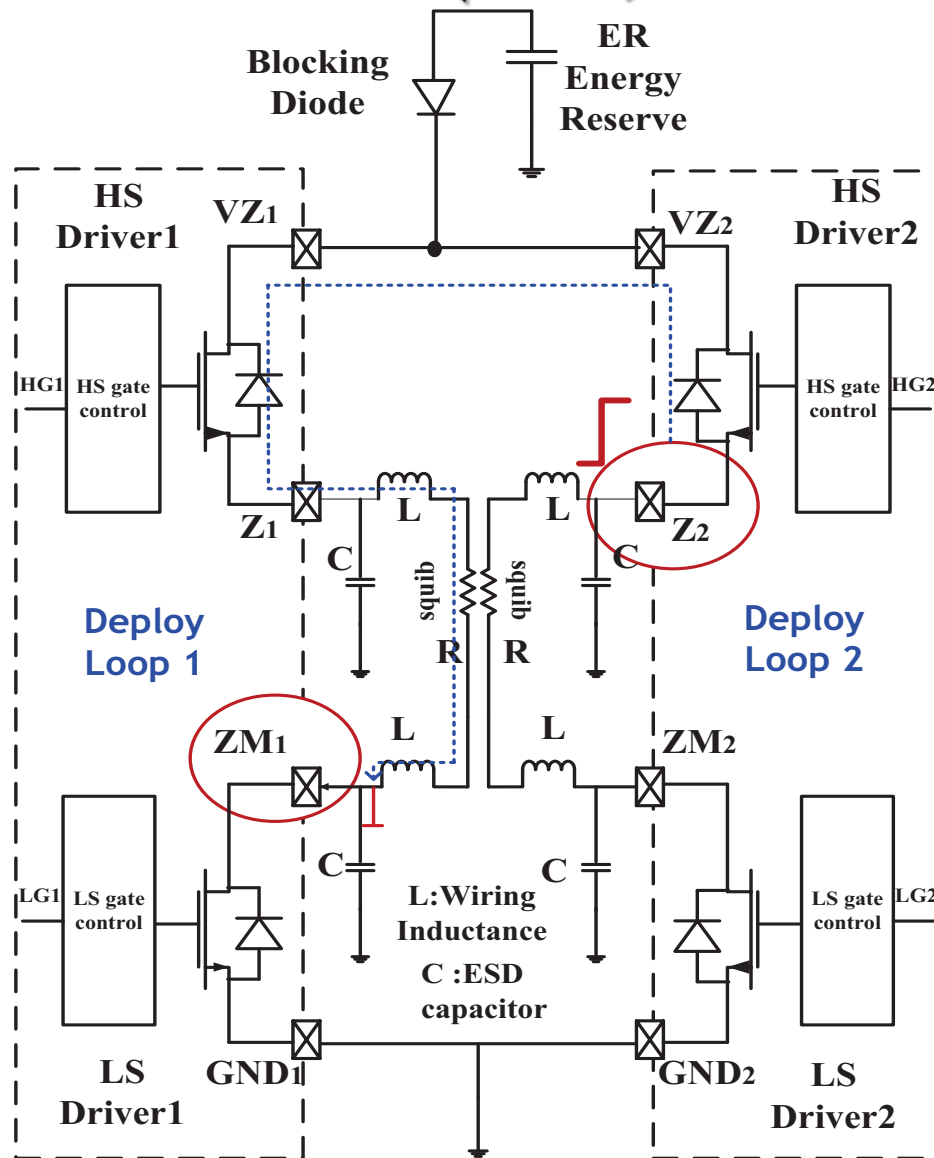 ER
Energy
Reserve
Blocking
Diode
HS
Driver1
VZ1
VZ2
HS
Driver2
HG1
HS gate
control
HS gate
control
HG2
Z1
L
L
Z2
C
squib
squib
C
R
R
Deploy
Loop 1
Deploy
Loop 2
ZM1
L
L
ZM2
LG1
LS gate
control
C
C
LS gate
control
LG2
L:Wiring
Inductance
C :ESD
capacitor
GND1
GND2
LS
Driver1
LS
Driver2